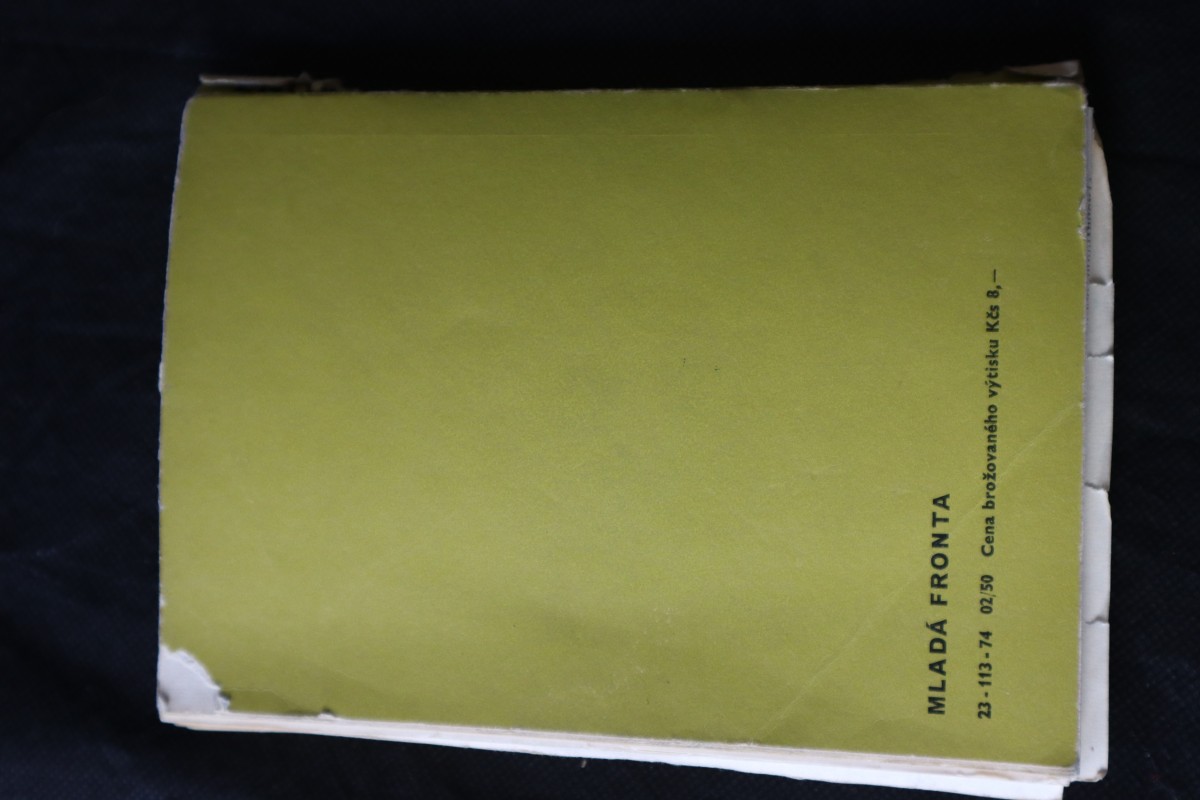 MLADÁ FRONTA
23 - 113 - 74 02/50 Cena brožovaného výtisku Kčs 8,—